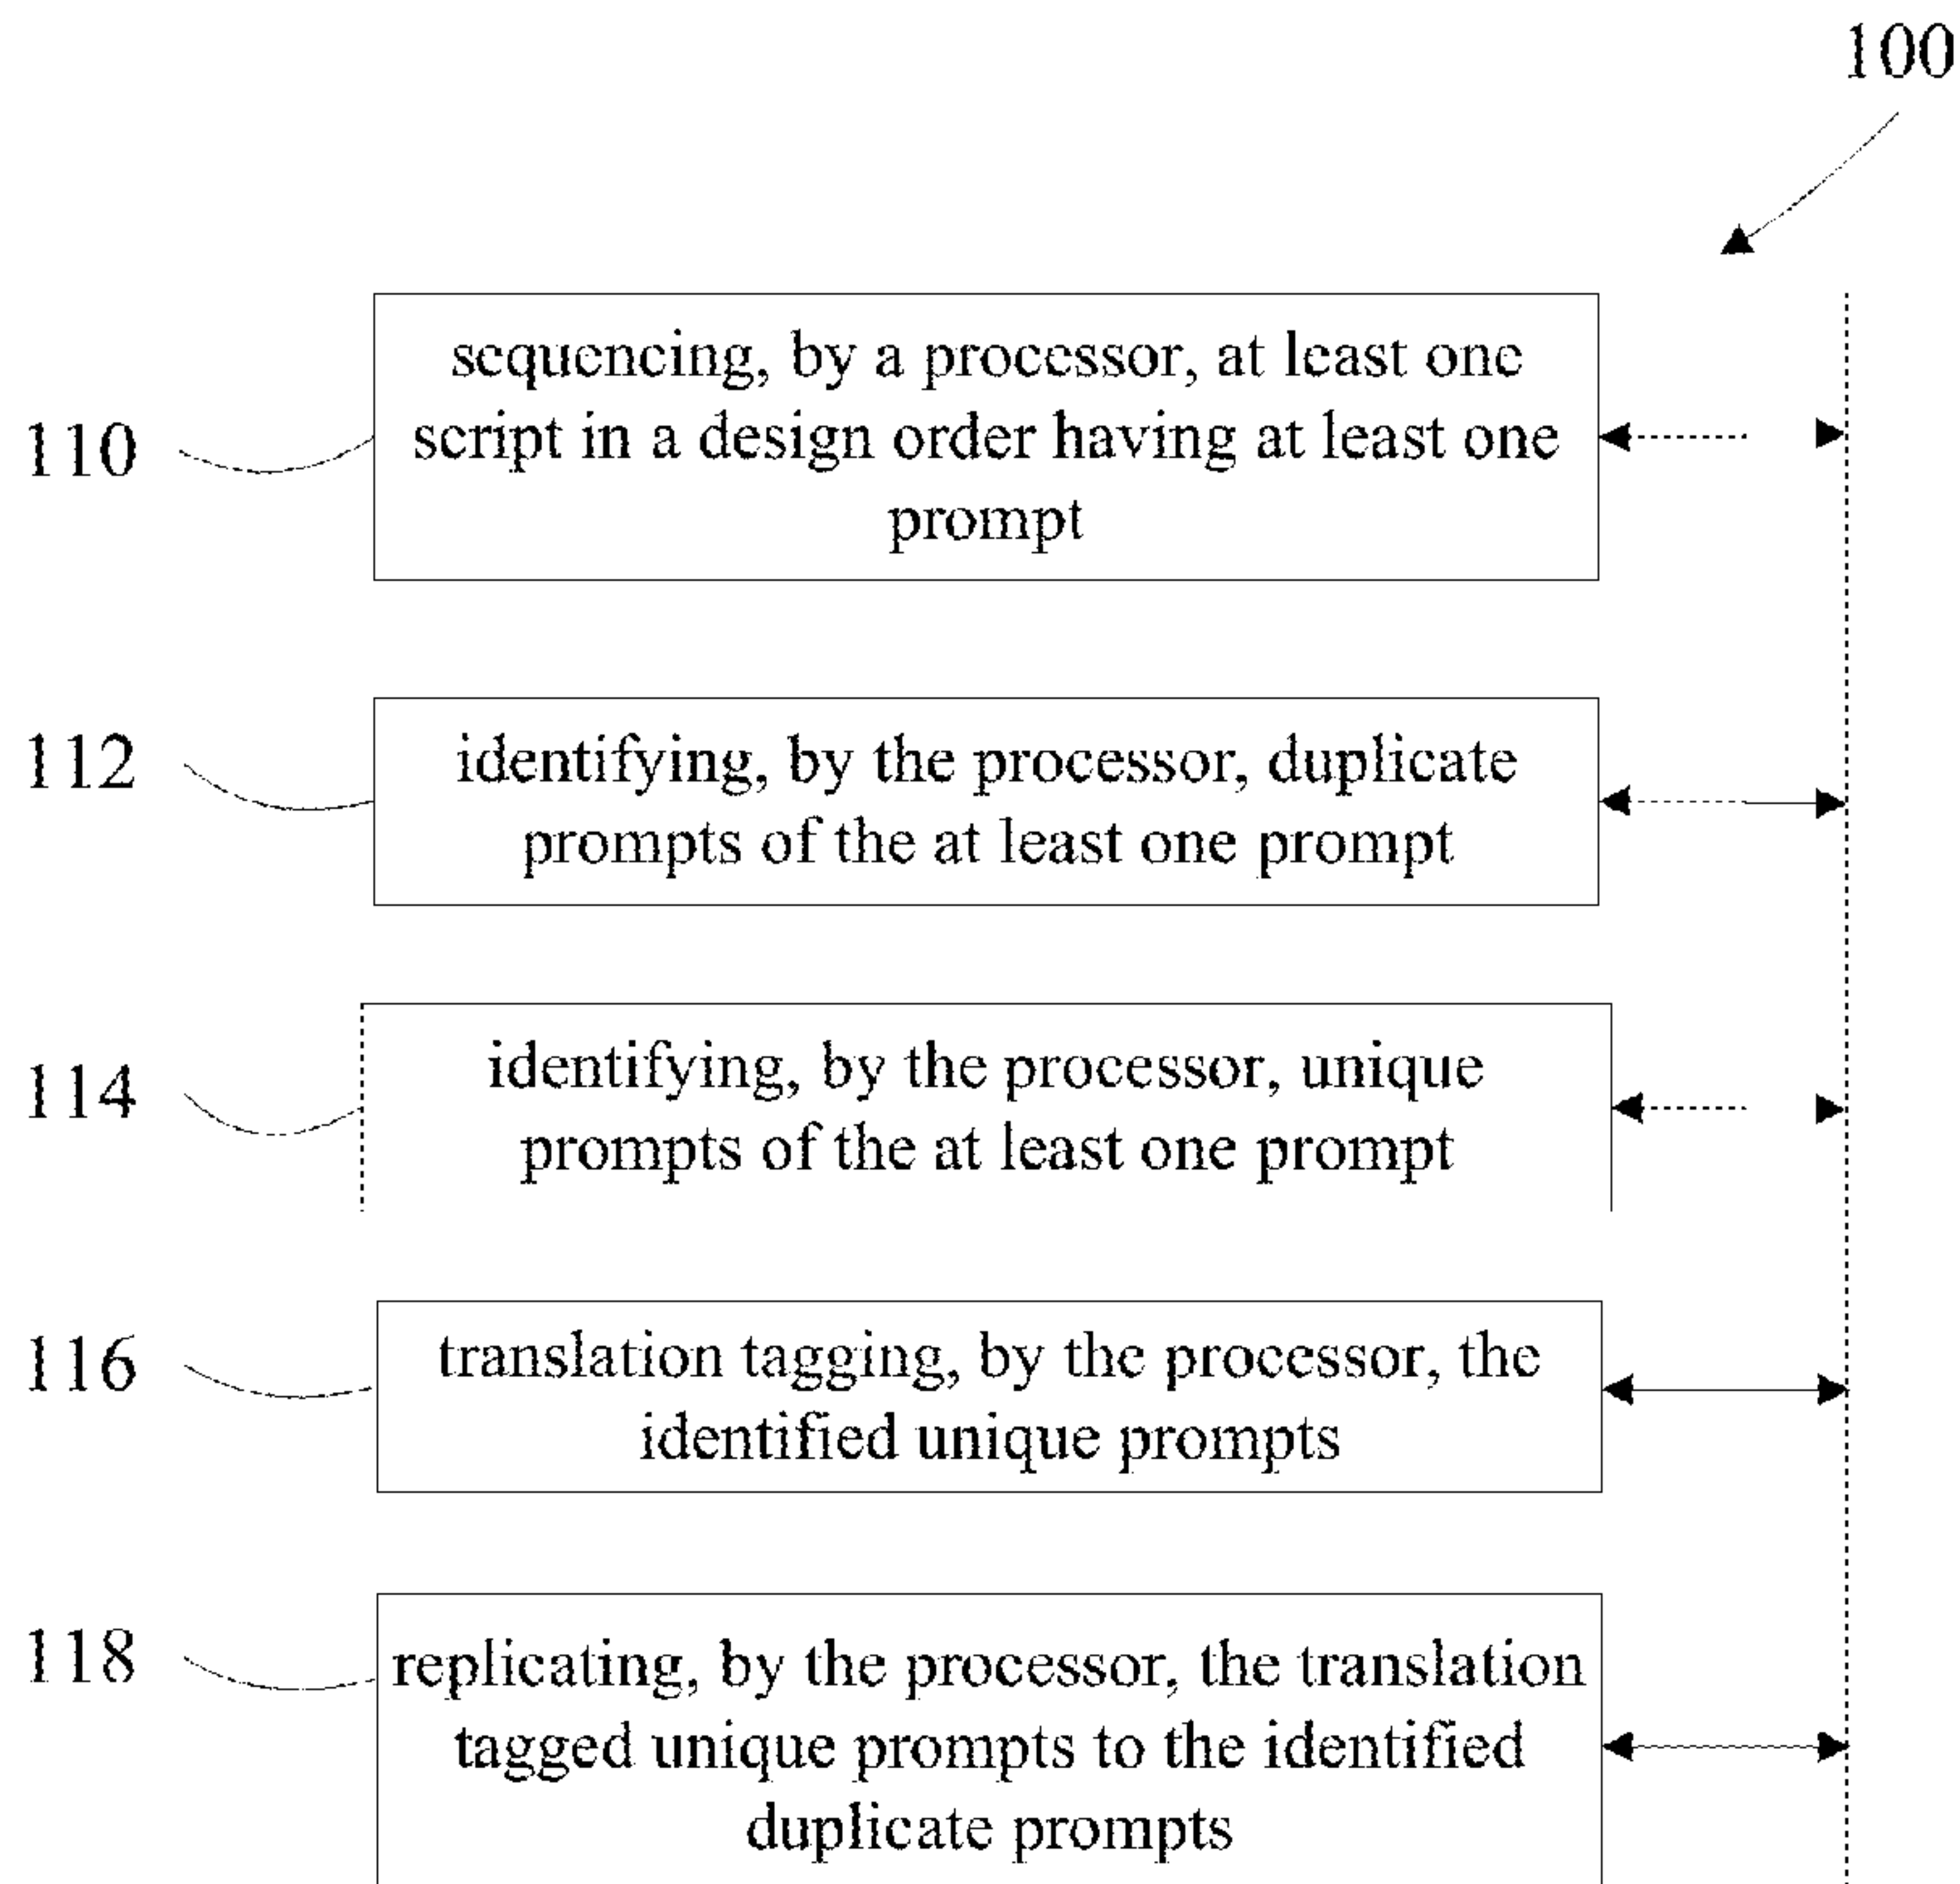 100
sequencing, by a processor, at least one
110
script in a design order having at least one
prompt
112
identifying, by the processor, duplicate
prompts of the at least one prompt
114
identifying, by the processor, unique
prompts of the at least one prompt
116
translation tagging, by the processor, the
identified unique prompts
118
replicating, by the processor, the translation
tagged unique prompts to the identified
duplicate prompts